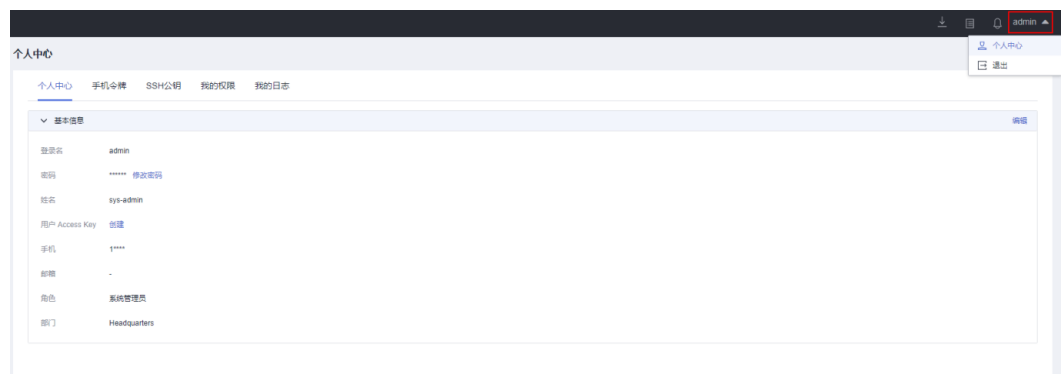 admin
个人中心
个人中心
退出
个人中心 手机令牌 SSH公钥 我的权限 我的日志
基本信息 编辑
登录名 admin
密码 ****** 修改密码
姓名 sys-admin
用户 Access Key 创建
手机 1****
邮箱 -
角色 系统管理员
部门 Headquarters